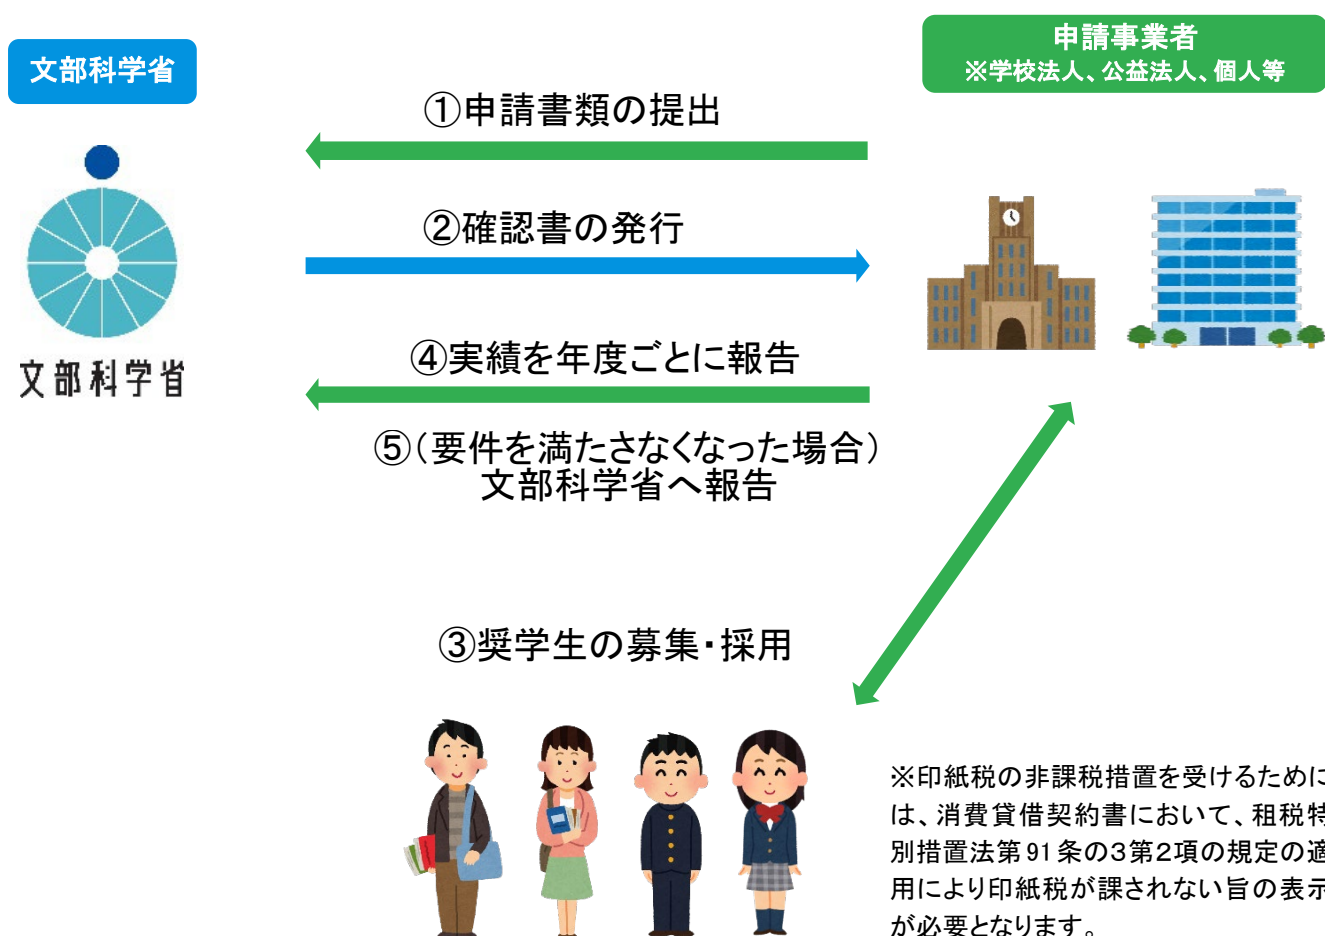 文部科学省
申請事業者
※学校法人、公益法人、個人等
①申請書類の提出
②確認書の発行
文部科学省
④実績を年度ごとに報告
⑤(要件を満たさなくなった場合)
文部科学省へ報告
③奨学生の募集・採用
※印紙税の非課税措置を受けるために
は、消費貸借契約書において、租税特
別措置法第91条の3第2項の規定の適
用により印紙税が課されない旨の表示
が必要となります。